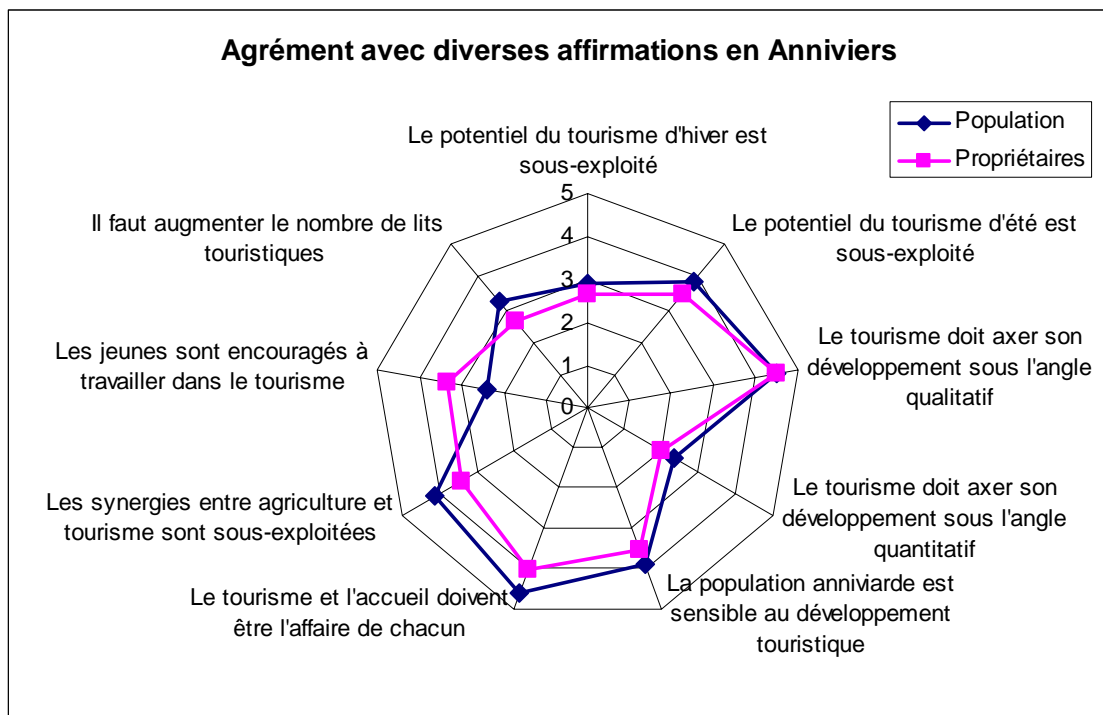 Agrément avec diverses affirmations en Anniviers
Population
Propriétaires
Le potentiel du tourisme d'hiver est
sous-exploité
Le potentiel du tourisme d'été est
sous-exploité
Le tourisme doit axer son
développement sous l'angle
qualitatif
Le tourisme doit axer son
développement sous l'angle
quantitatif
La population anniviarde est
sensible au développement
touristique
Le tourisme et l'accueil doivent
être l'affaire de chacun
Les synergies entre agriculture et
tourisme sont sous-exploitées
Les jeunes sont encouragés à
travailler dans le tourisme
Il faut augmenter le nombre de lits
touristiques
5
4
3
2
1
0